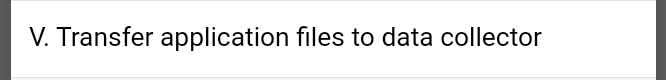 V. Transfer application files to data collector